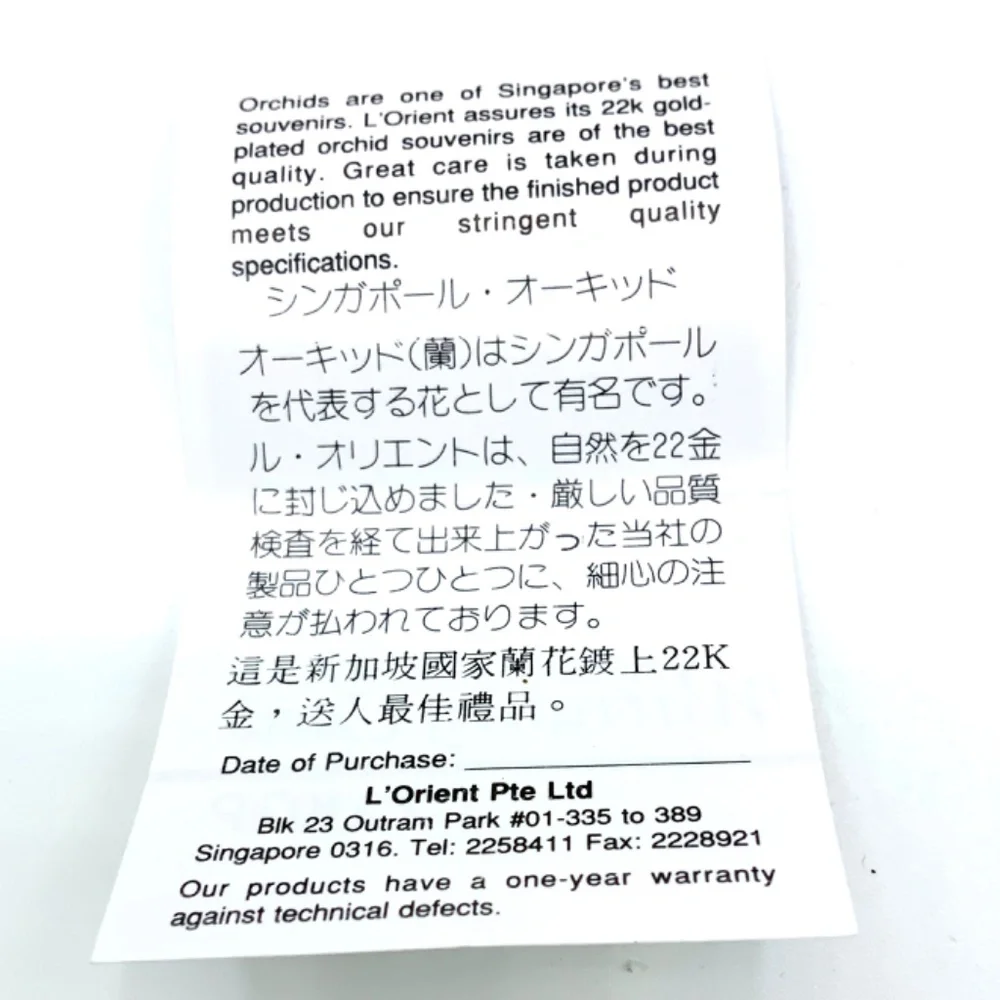 Orchids are one of Singapore's best
souvenirs. L'Orient assures its 22k gold-
plated orchid souvenirs are of the best
quality. Great care is taken during
production to ensure the finished product
meets our stringent quality
specifications.
シンガポール・オーキッド
オーキッド(蘭)はシンガポール
を代表する花として有名です。
ル・オリエントは、自然を22金
に封じ込めました・厳しい品質
検査を経て出来上がった当社の
製品ひとつひとつに、細心の注
意が払われております。
這是新加坡國家蘭花鍍上22K
金，送人最佳禮品。
Date of Purchase:
L'Orient Pte Ltd
Blk 23 Outram Park #01-335 to 389
Singapore 0316. Tel: 2258411 Fax: 2228921
Our products have a one-year warranty
against technical defects.